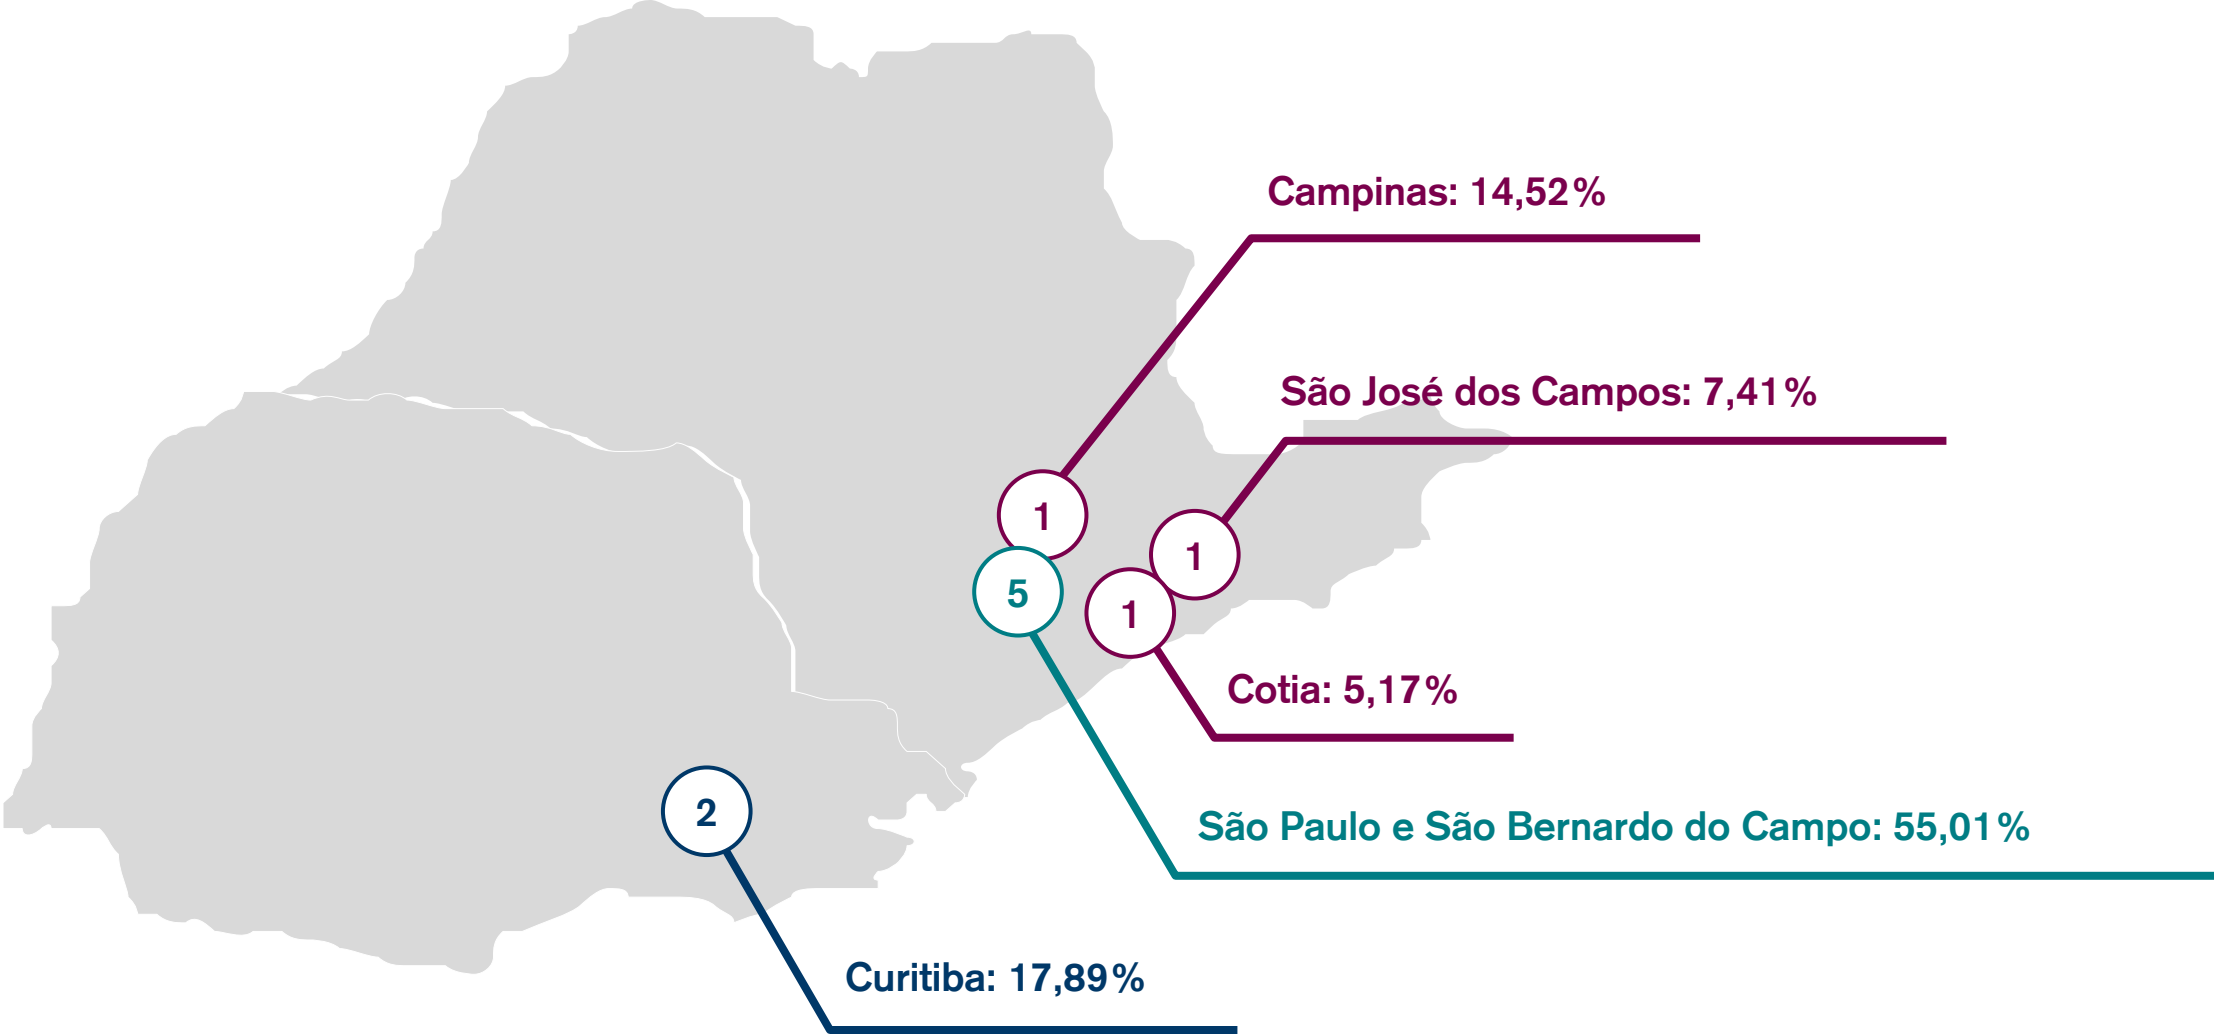 Campinas: 14,52%
São José dos Campos: 7,41%
1
1
5
1
Cotia: 5,17%
2
São Paulo e São Bernardo do Campo: 55,01%
Curitiba: 17,89%